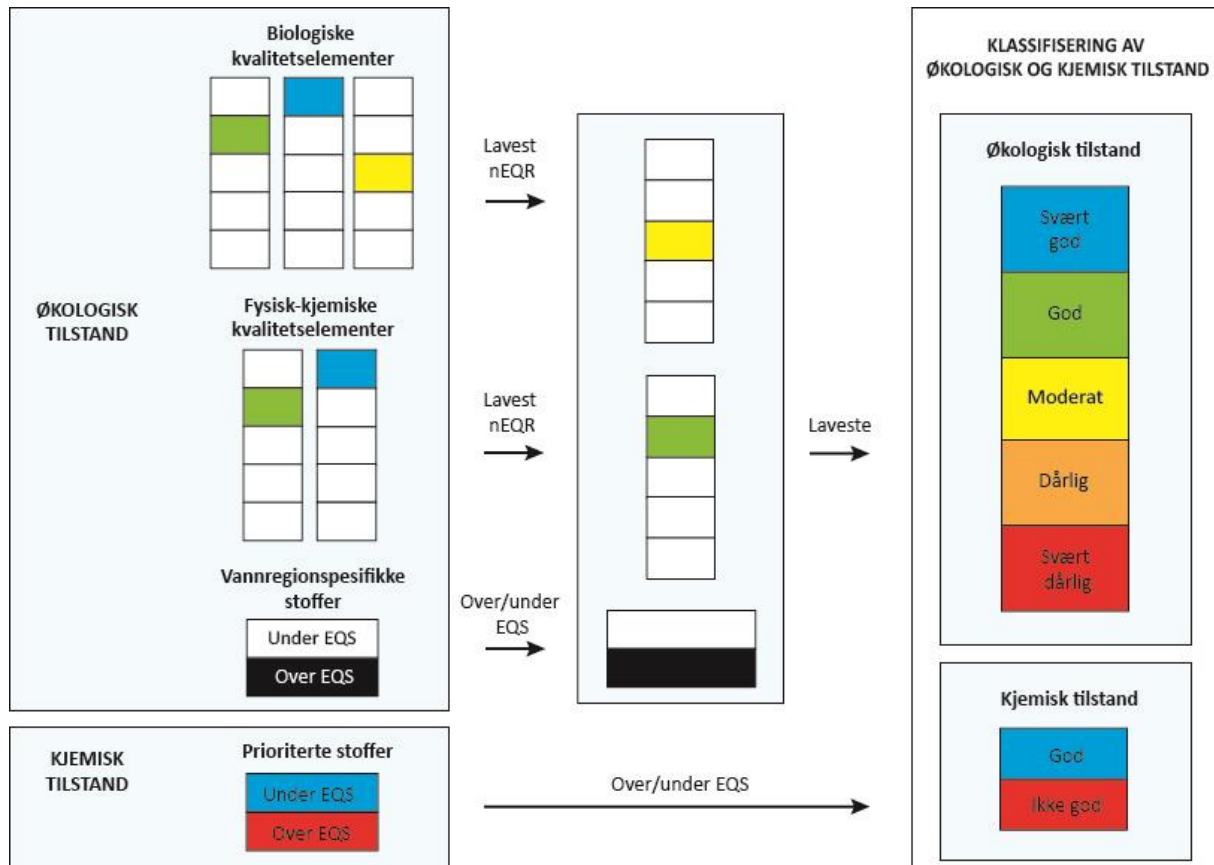 Biologiske
kvalitetselementer
ØKOLOGISK
TILSTAND
Fysisk-kjemiske
kvalitetselementer
Vannregionspesifikke
stoffer
Under EQS
Over EQS
Lavest
nEQR
Lavest
nEQR
Over/under
EQS
Laveste
KLASSIFISERING AV
ØKOLOGISK OG KJEMISK TILSTAND
Økologisk tilstand
Svært
god
God
Moderat
Dårlig
Svært
dårlig
KJEMISK
TILSTAND
Prioriterte stoffer
Under EQS
Over EQS
Over/under EQS
Kjemisk tilstand
God
Ikke god